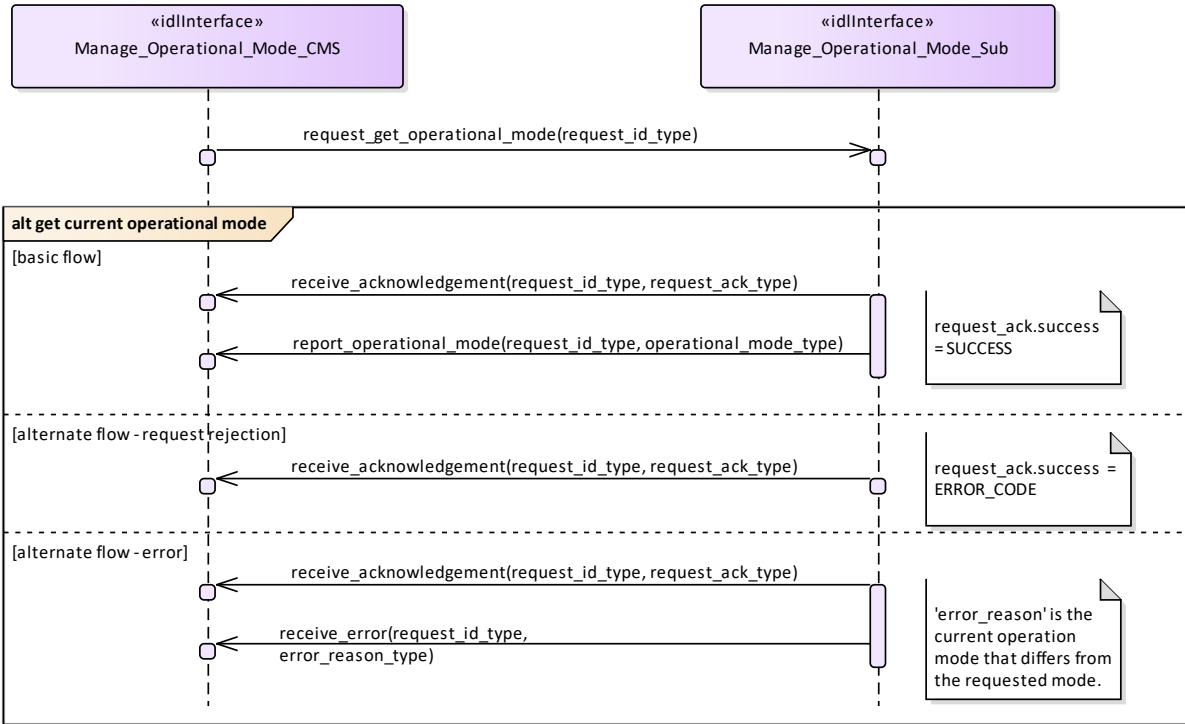 «idlInterface»
Manage_Operational_Mode_CMS
«idlInterface»
Manage_Operational_Mode_Sub
request_get_operational_mode(request_id_type)
alt get current operational mode
[basic flow]
receive_acknowledgement(request_id_type, request_ack_type)
report_operational_mode(request_id_type, operational_mode_type)
request_ack.success
= SUCCESS
[alternate flow - request rejection]
receive_acknowledgement(request_id_type, request_ack_type)
request_ack.success =
ERROR_CODE
[alternate flow - error]
receive_acknowledgement(request_id_type, request_ack_type)
receive_error(request_id_type,
error_reason_type)
'error_reason' is the
current operation
mode that differs from
the requested mode.